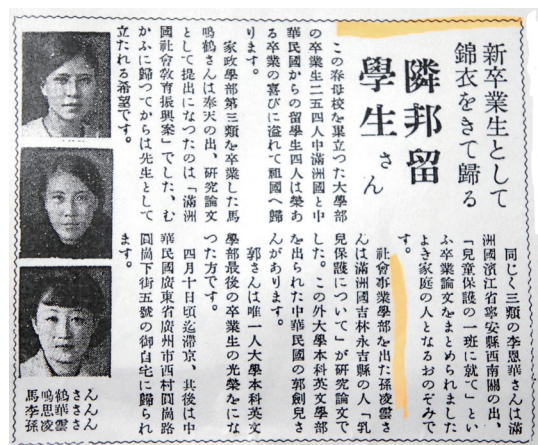 新卒業生として
錦衣をきて歸る
隣邦留
學生さん
この春母校を巣立つた大學部
の卒業生二五四人中滿洲國と中
華民國からの留學生四人は榮あ
る卒業の喜びに溢れて祖國へ歸
ります。
家政學部第三類を卒業した馬
鳴鶴さんは奉天の出、研究論文
として提出になつたのは「滿洲
國社會敎育振興案」でした、む
かふに歸つてからは先生として
立たれる希望です。
同じく三類の李恩華さんは滿
洲國濱江省寧安縣西南關の出、
「兒童保護の一班に就て」とい
ふ卒業論文をまとめられました
よき家庭の人となるおのぞみで
す。
社會事業學部を出た孫凌雲さ
んは滿洲國吉林永吉縣の人「乳
兒保護について」が研究論文で
した。この外大學本科英文學部
を出られた中華民國の郭劍兒さ
んがあります。
郭さんは唯一人大學本科英文
學部最後の卒業生の光榮をにな
つた方です。
四月十日頃迄滯京、其後は中
華民國廣東省廣州市西村圓崗路
圓崗下街五號の御自宅に歸られ
ます。
馬鳴鶴さん
李思華さん
孫凌雲さん